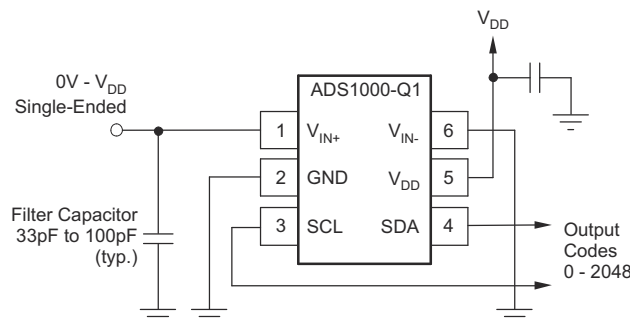 V_DD
0V - V_DD
Single-Ended
ADS1000-Q1
1 V_IN+ V_IN- 6
2 GND V_DD 5
3 SCL SDA 4
Filter Capacitor
33pF to 100pF
(typ.)
Output
Codes
0 - 2048